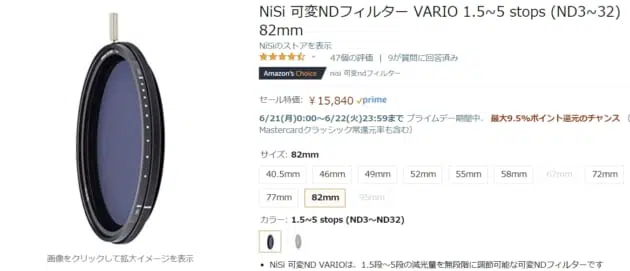 NiSi 可変NDフィルター VARIO 1.5~5 stops (ND3~32)
82mm
NiSiのストアを表示
47個の評価 | 9が質問に回答済み
Amazon's Choice nisi 可変ndフィルター
セール特価: ￥15,840 prime
6/21(月)0:00～6/22(火)23:59まで プライムデー期間中、最大9.5%ポイント還元のチャンス (
Mastercardクラシック常還元率も含む)
サイズ: 82mm
40.5mm 46mm 49mm 52mm 55mm 58mm 67mm 72mm
77mm 82mm 95mm
カラー: 1.5~5 stops (ND3～ND32)
画像をクリックして拡大イメージを表示
• NiSi 可変ND VARIOは、1.5段～5段の減光量を無段階に調節可能な可変NDフィルターです